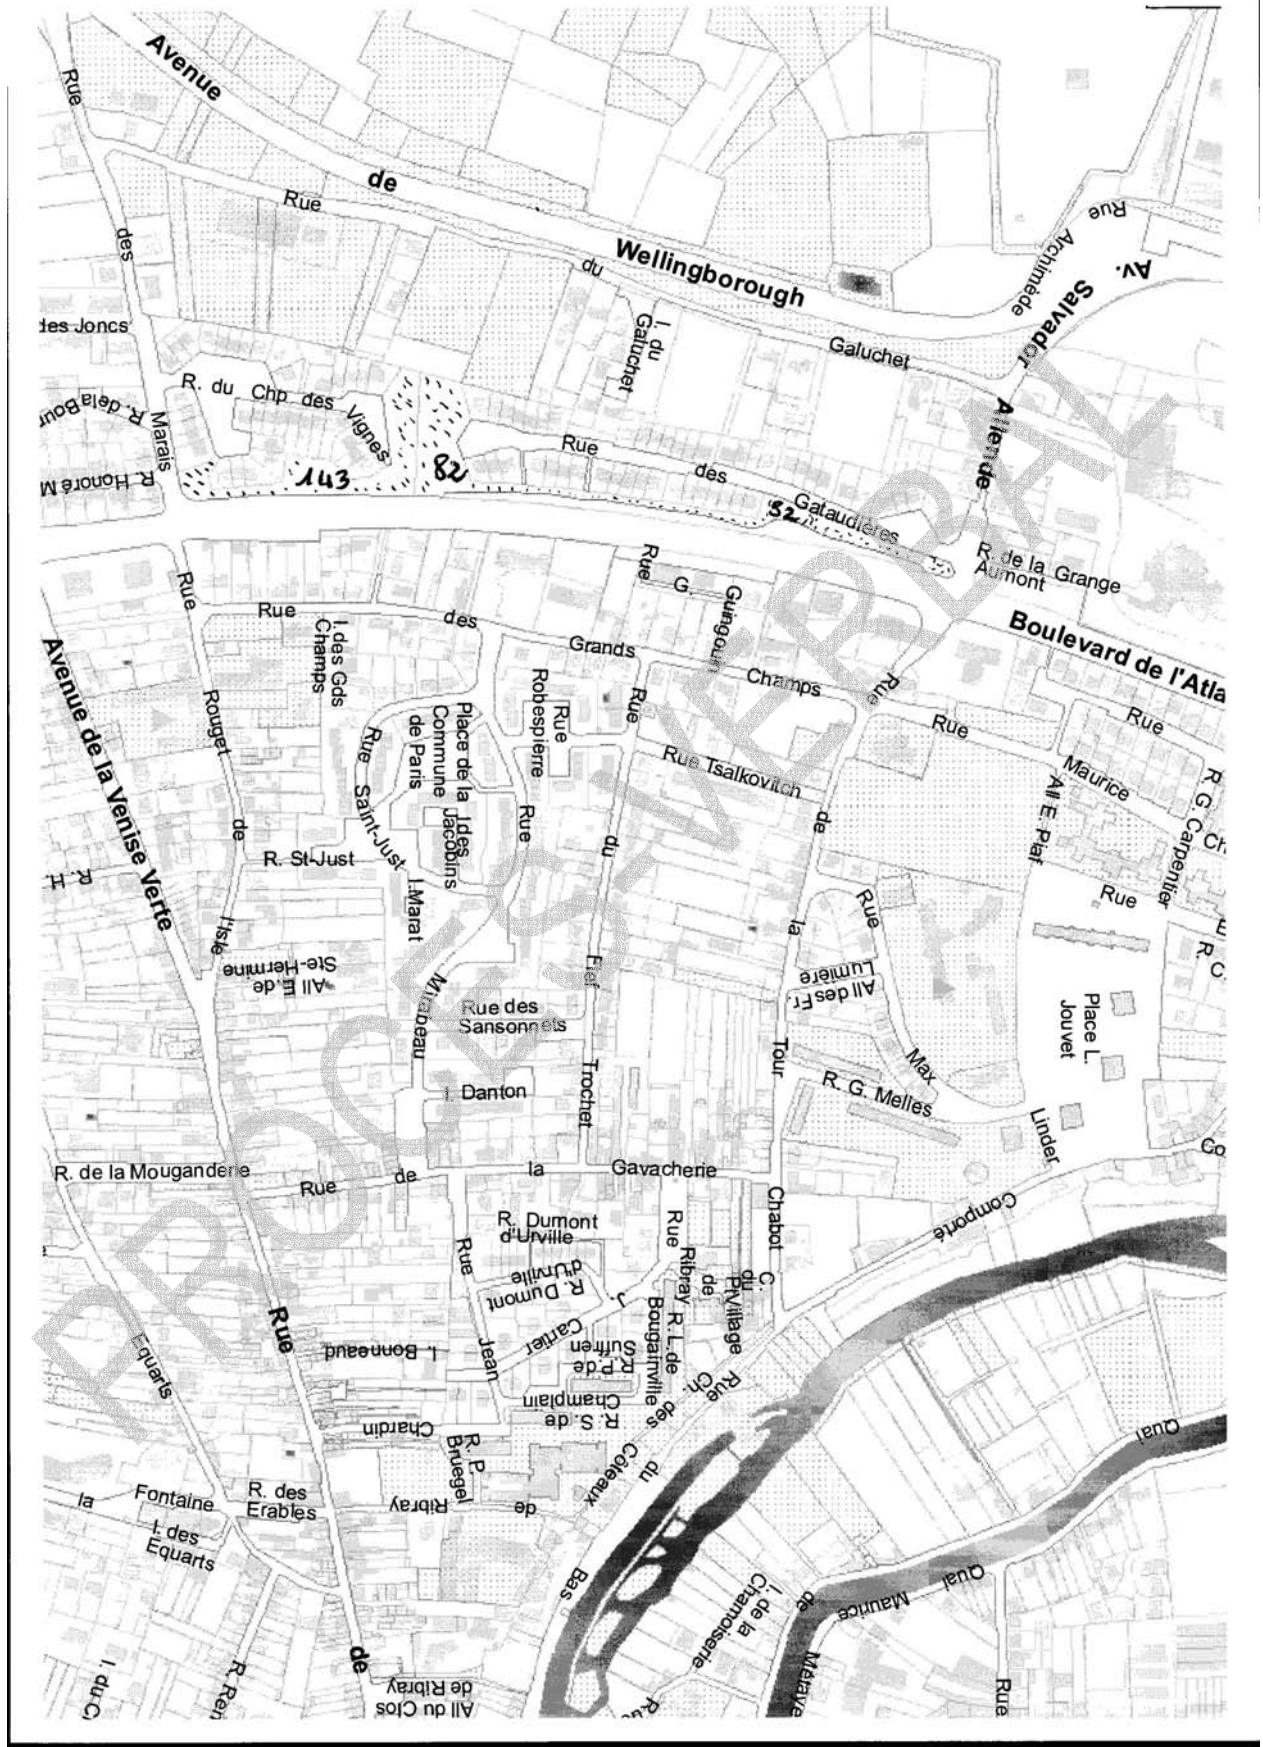 Avenue
de
Wellingborough
Rue
des
Marais
Rue
du
Galuchet
Rue
Archimède
Av.
Salvador
Allende
des Joncs
I. du
Galuchet
R. du Chp des Vignes
R. Honoré M
143
82
Rue
des
Gataudières
R. de la Grange
Aumont
Boulevard de l'Atla
Rue
G.
Guingouin
Rue
des
Grands
Champs
I. des Gds
Champs
Avenue de la Venise Verte
Rue
Rouget
de
l'Isle
Rue
Robespierre
Place de la
Commune
de Paris
I.des
Jacobins
Rue
Saint-Just
R. St-Just
I.Marat
Rue
Mirabeau
Rue
du
Fief
Trochet
Rue Tsalkovitch
Rue
de
la
Tour
Chabot
Rue
Maurice
Ch
Rue
R. G. Carpentier
All E. Piaf
Rue
R. C.
R. H.
All E. de
Ste-Hermine
Rue des
Sansonnets
I. Danton
All des Fr.
Lumière
Rue
Max
Linder
Place L.
Jouvet
R. G. Melles
R. de la Mouganderie
Rue
de
la
Gavacherie
Co
Comporté
R. Dumont
d'Urville
R. Dumont
d'Urville
Rue
Jean
J.
Cartier
Rue
de
Ribray
C.
du
P.Village
R. L. de
Bougainville
R. P. de
Suffren
R. S. de
Champlain
I. Bonneaud
Chardin
R. P.
Bruegel
Rue
Ch. des
du
Côteaux
Bas
Equarts
Rue
de
la
Fontaine
R. des
Erables
I. des
Equarts
de
Ribray
All du Clos
de Ribray
R. Ren
I. du C
I. de la
Chamoiserie
Quai
Quai
Maurice
de
Métaye
Rue
PROCES-VERBAL